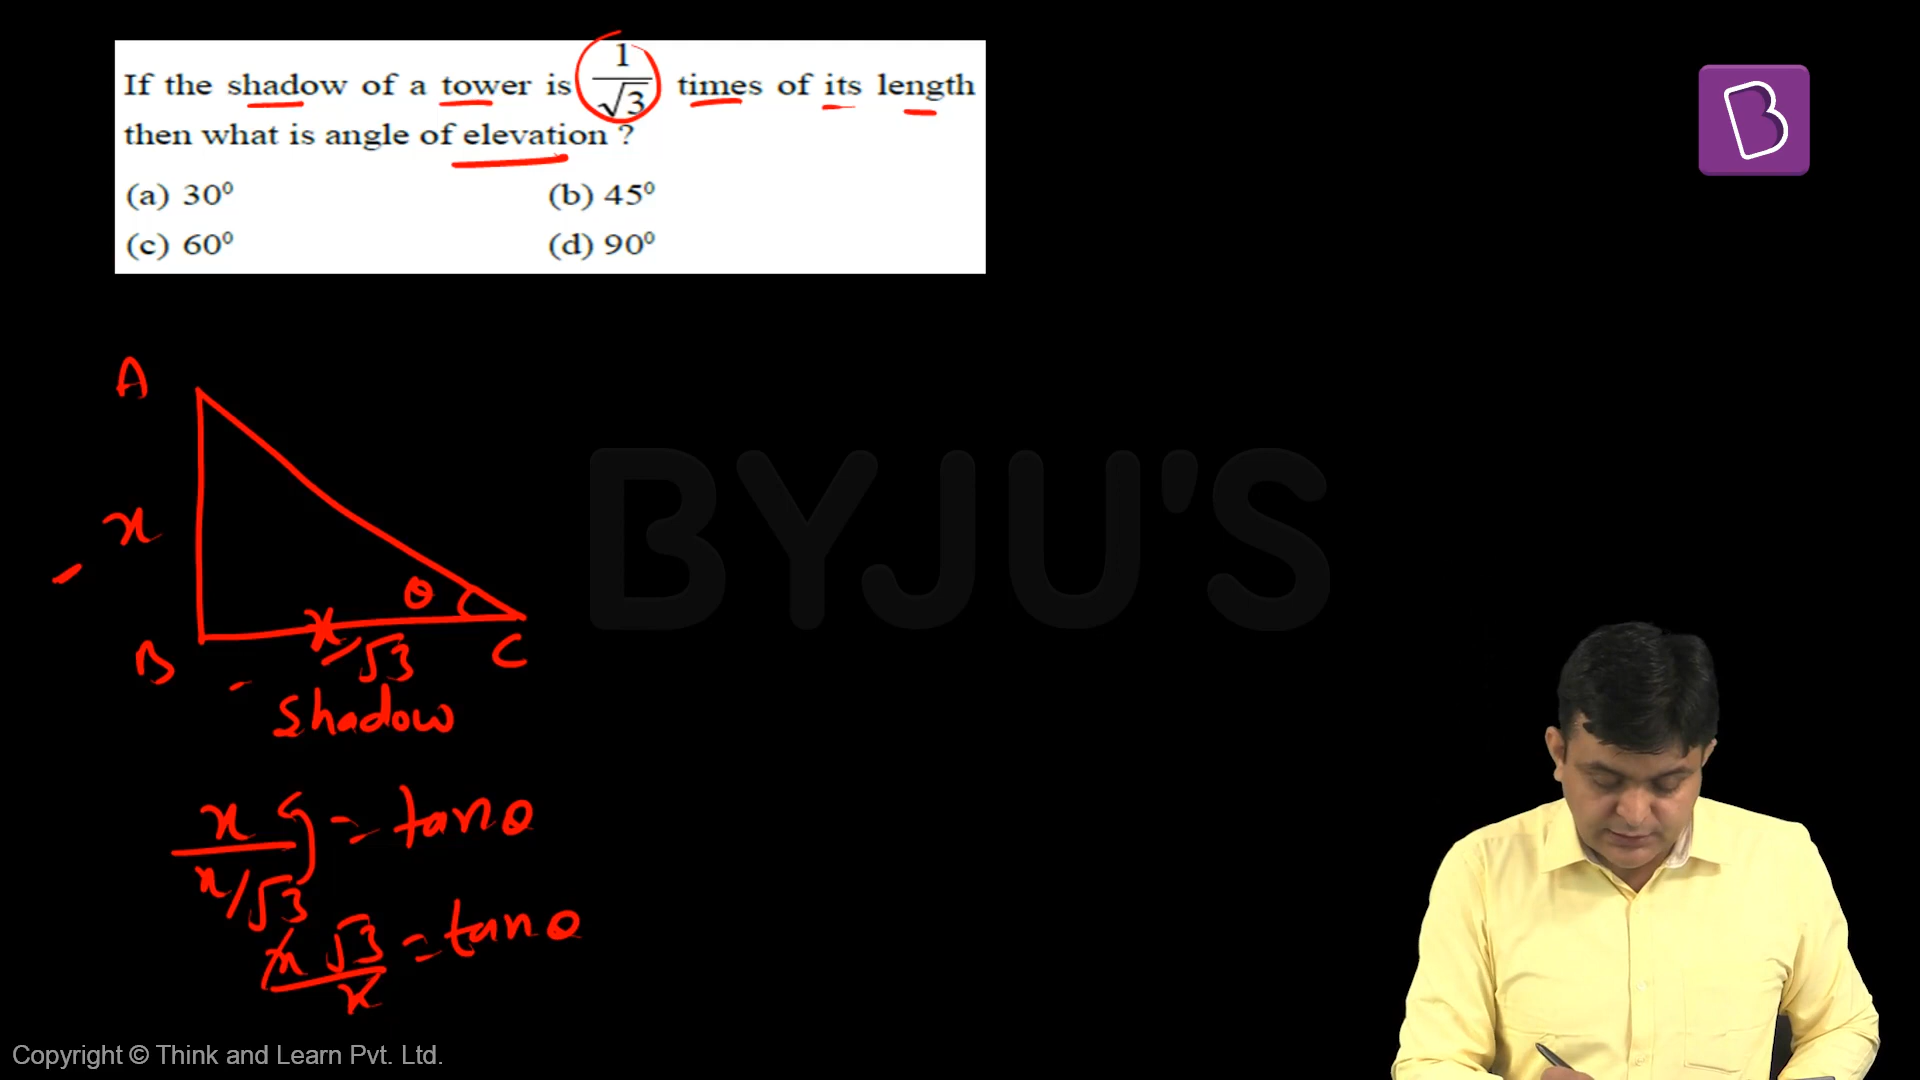 If the shadow of a tower is 1/√3 times of its length
then what is angle of elevation ?
(a) 30⁰ (b) 45⁰
(c) 60⁰ (d) 90⁰
B
BYJU'S
A
x
θ
x/√3
B C
shadow
x/(x/√3) = tanθ
x√3/x = tanθ
Copyright © Think and Learn Pvt. Ltd.